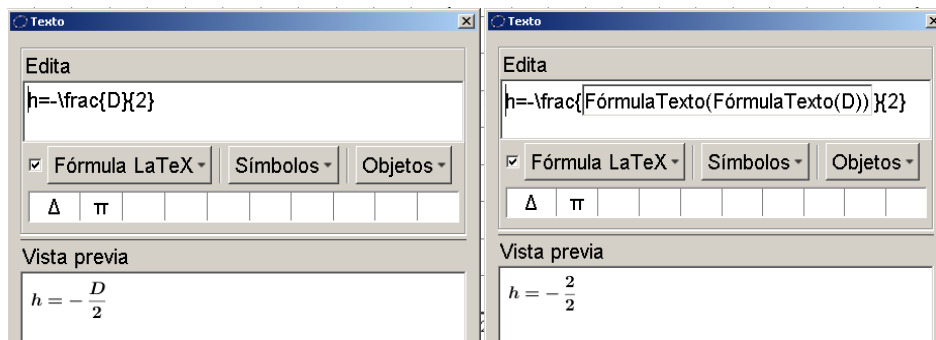 Texto
Edita
h=-\frac{D}{2}
Fórmula LaTeX
Símbolos
Objetos
Δ π
Vista previa
h = - D/2
Texto
Edita
h=-\frac{FórmulaTexto(FórmulaTexto(D))}{2}
Fórmula LaTeX
Símbolos
Objetos
Δ π
Vista previa
h = - 2/2